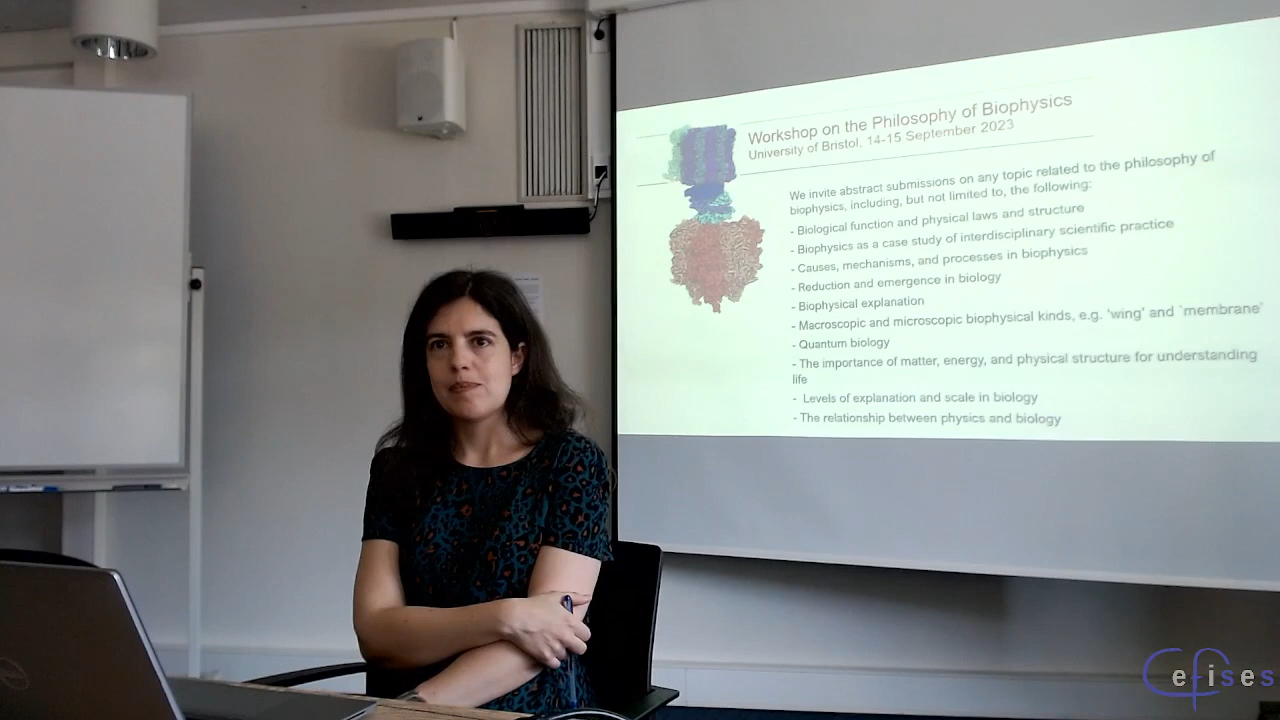 Workshop on the Philosophy of Biophysics
University of Bristol, 14-15 September 2023
We invite abstract submissions on any topic related to the philosophy of
biophysics, including, but not limited to, the following:
- Biological function and physical laws and structure
- Biophysics as a case study of interdisciplinary scientific practice
- Causes, mechanisms, and processes in biophysics
- Reduction and emergence in biology
- Biophysical explanation
- Macroscopic and microscopic biophysical kinds, e.g. 'wing' and `membrane'
- Quantum biology
- The importance of matter, energy, and physical structure for understanding
life
- Levels of explanation and scale in biology
- The relationship between physics and biology
Cefises